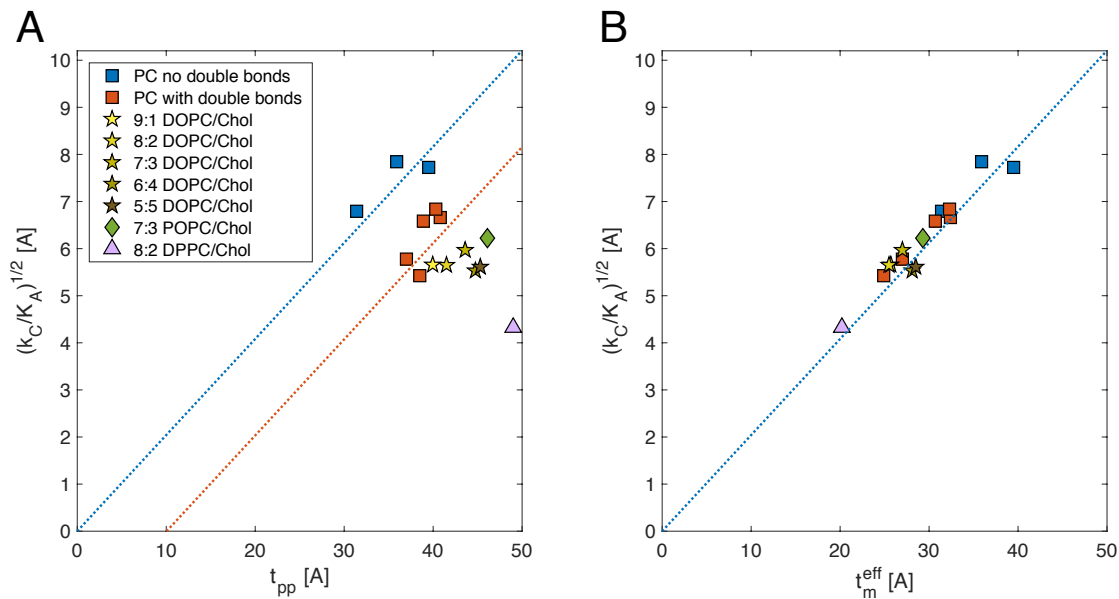 A
(k_C/K_A)^1/2 [A]
10
9
8
7
6
5
4
3
2
1
0
PC no double bonds
PC with double bonds
9:1 DOPC/Chol
8:2 DOPC/Chol
7:3 DOPC/Chol
6:4 DOPC/Chol
5:5 DOPC/Chol
7:3 POPC/Chol
8:2 DPPC/Chol
0 10 20 30 40 50
t_pp [A]
B
(k_C/K_A)^1/2 [A]
10
9
8
7
6
5
4
3
2
1
0
0 10 20 30 40 50
t_m^eff [A]